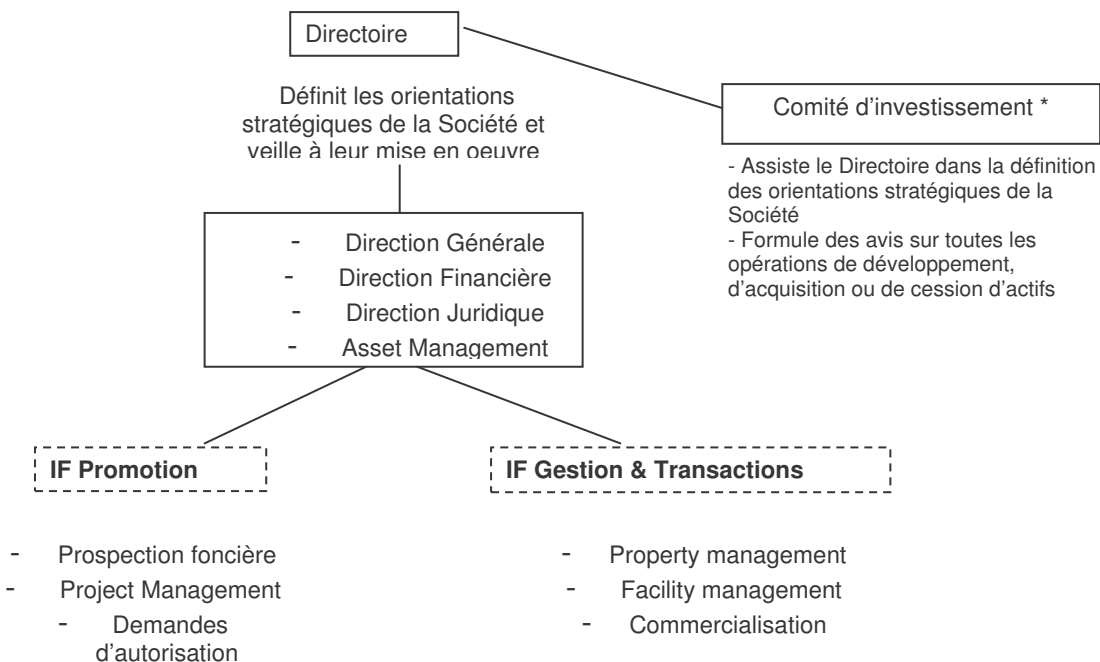 Directoire
Définit les orientations
stratégiques de la Société et
veille à leur mise en oeuvre
Comité d'investissement *
- Assiste le Directoire dans la définition
des orientations stratégiques de la
Société
- Formule des avis sur toutes les
opérations de développement,
d'acquisition ou de cession d'actifs
- Direction Générale
- Direction Financière
- Direction Juridique
- Asset Management
IF Promotion
- Prospection foncière
- Project Management
- Demandes
d'autorisation
IF Gestion & Transactions
- Property management
- Facility management
- Commercialisation